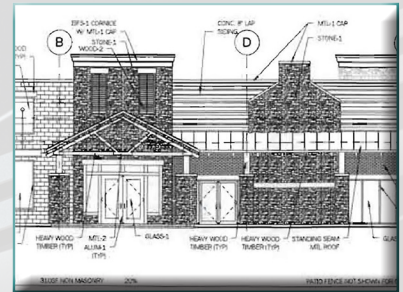 EIFS-1 CORNICE
W/ MTL-1 CAP
STONE-1
WOOD-2
CONC. 8" LAP
SIDING
MTL-1 CAP
STONE-1
B
D
HEAVY WOOD
TIMBER (TYP)
MTL-2
ALUM-1
(TYP)
GLASS-1
HEAVY WOOD
TIMBER (TYP)
HEAVY WOOD
TIMBER (TYP)
STANDING SEAM
MTL ROOF
NON MASONRY
20%
PATIO FENCE NOT SHOWN FOR